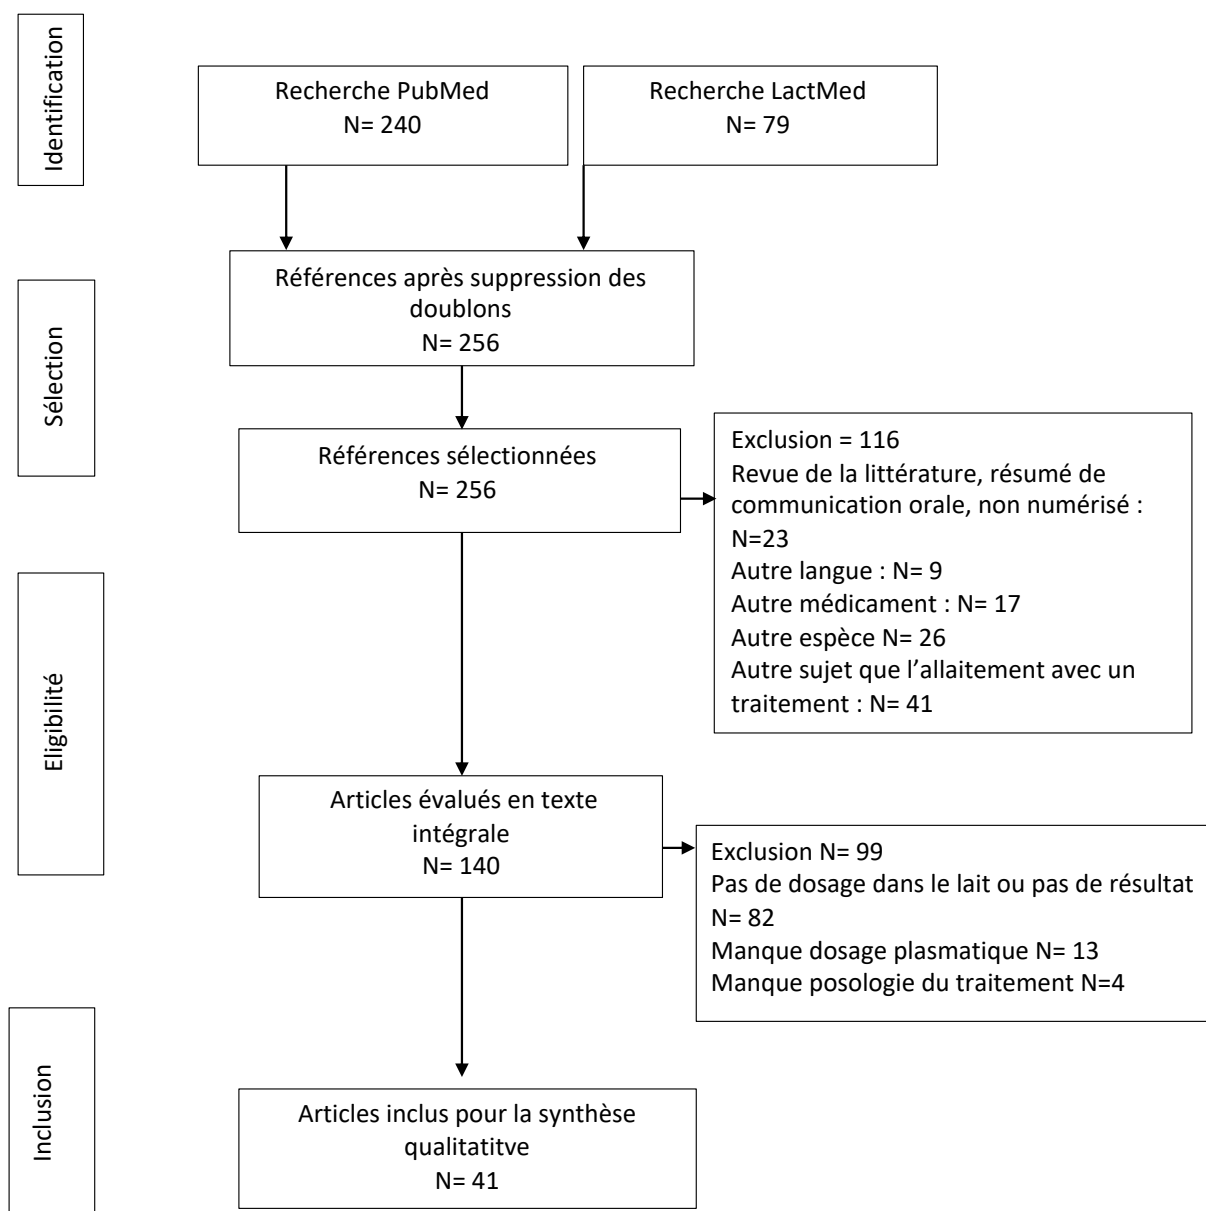 Identification
Recherche PubMed
N= 240
Recherche LactMed
N= 79
Références après suppression des
doublons
N= 256
Sélection
Références sélectionnées
N= 256
Exclusion = 116
Revue de la littérature, résumé de
communication orale, non numérisé :
N=23
Autre langue : N= 9
Autre médicament : N= 17
Autre espèce N= 26
Autre sujet que l’allaitement avec un
traitement : N= 41
Eligibilité
Articles évalués en texte
intégrale
N= 140
Exclusion N= 99
Pas de dosage dans le lait ou pas de résultat
N= 82
Manque dosage plasmatique N= 13
Manque posologie du traitement N=4
Inclusion
Articles inclus pour la synthèse
qualitatitve
N= 41